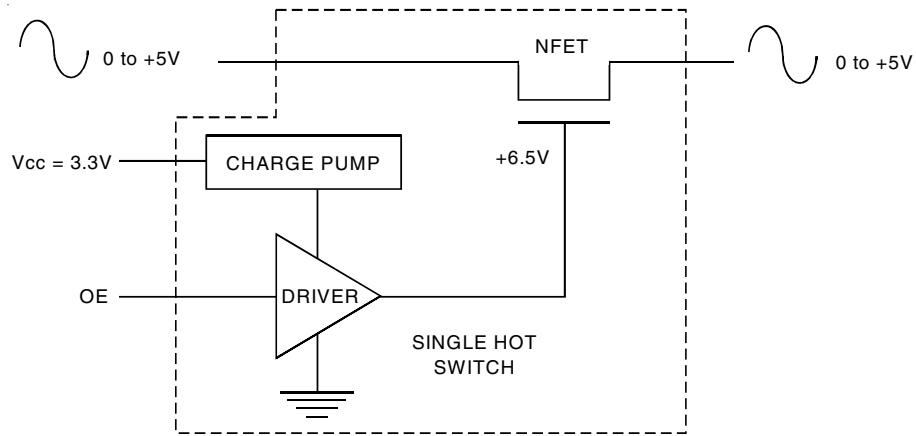 NFET
0 to +5V
0 to +5V
+6.5V
Vcc = 3.3V
CHARGE PUMP
OE
DRIVER
SINGLE HOT
SWITCH